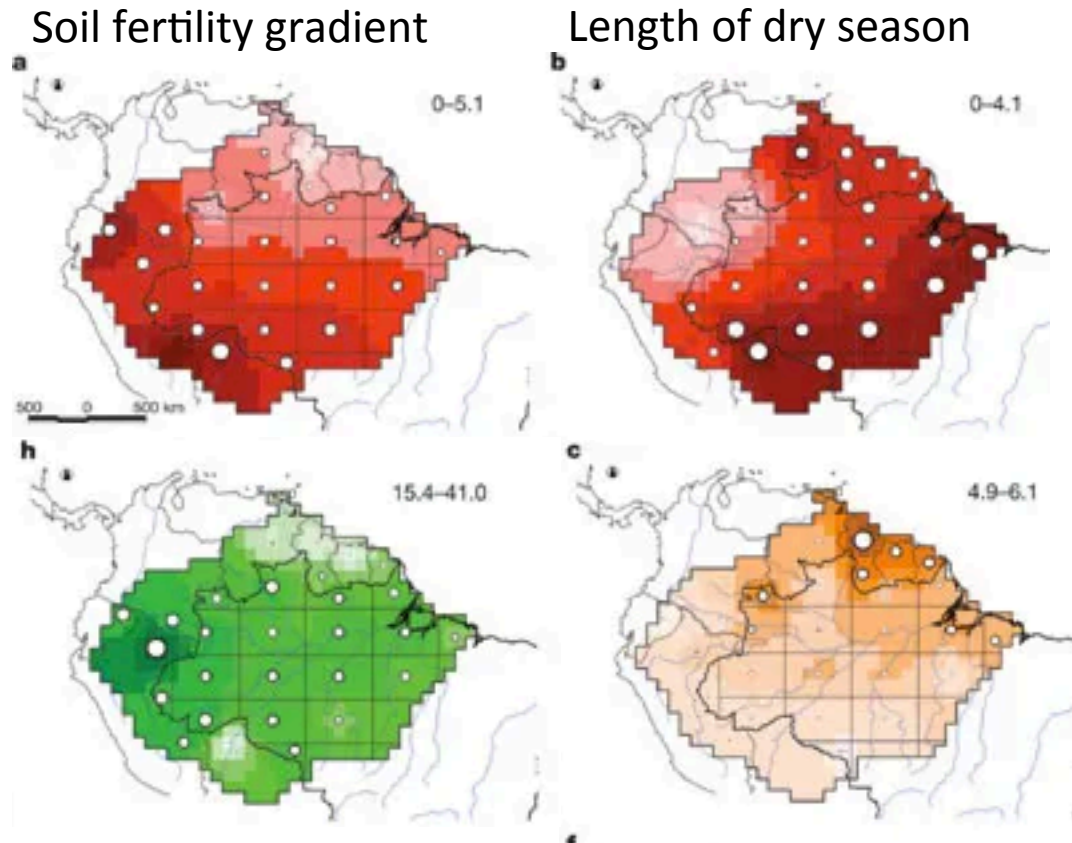 Soil fertility gradient
Length of dry season
a
0–5.1
500 0 500 km
b
0–4.1
h
15.4–41.0
c
4.9–6.1